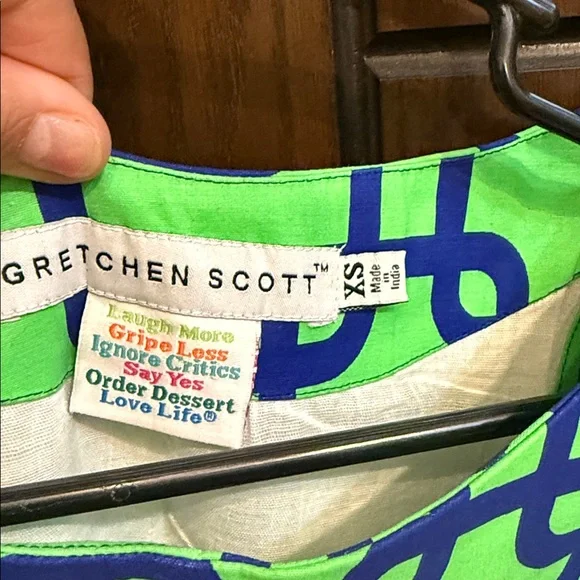 GRETCHEN SCOTT™
XS
Made
in
India
Laugh More
Gripe Less
Ignore Critics
Say Yes
Order Dessert
Love Life®